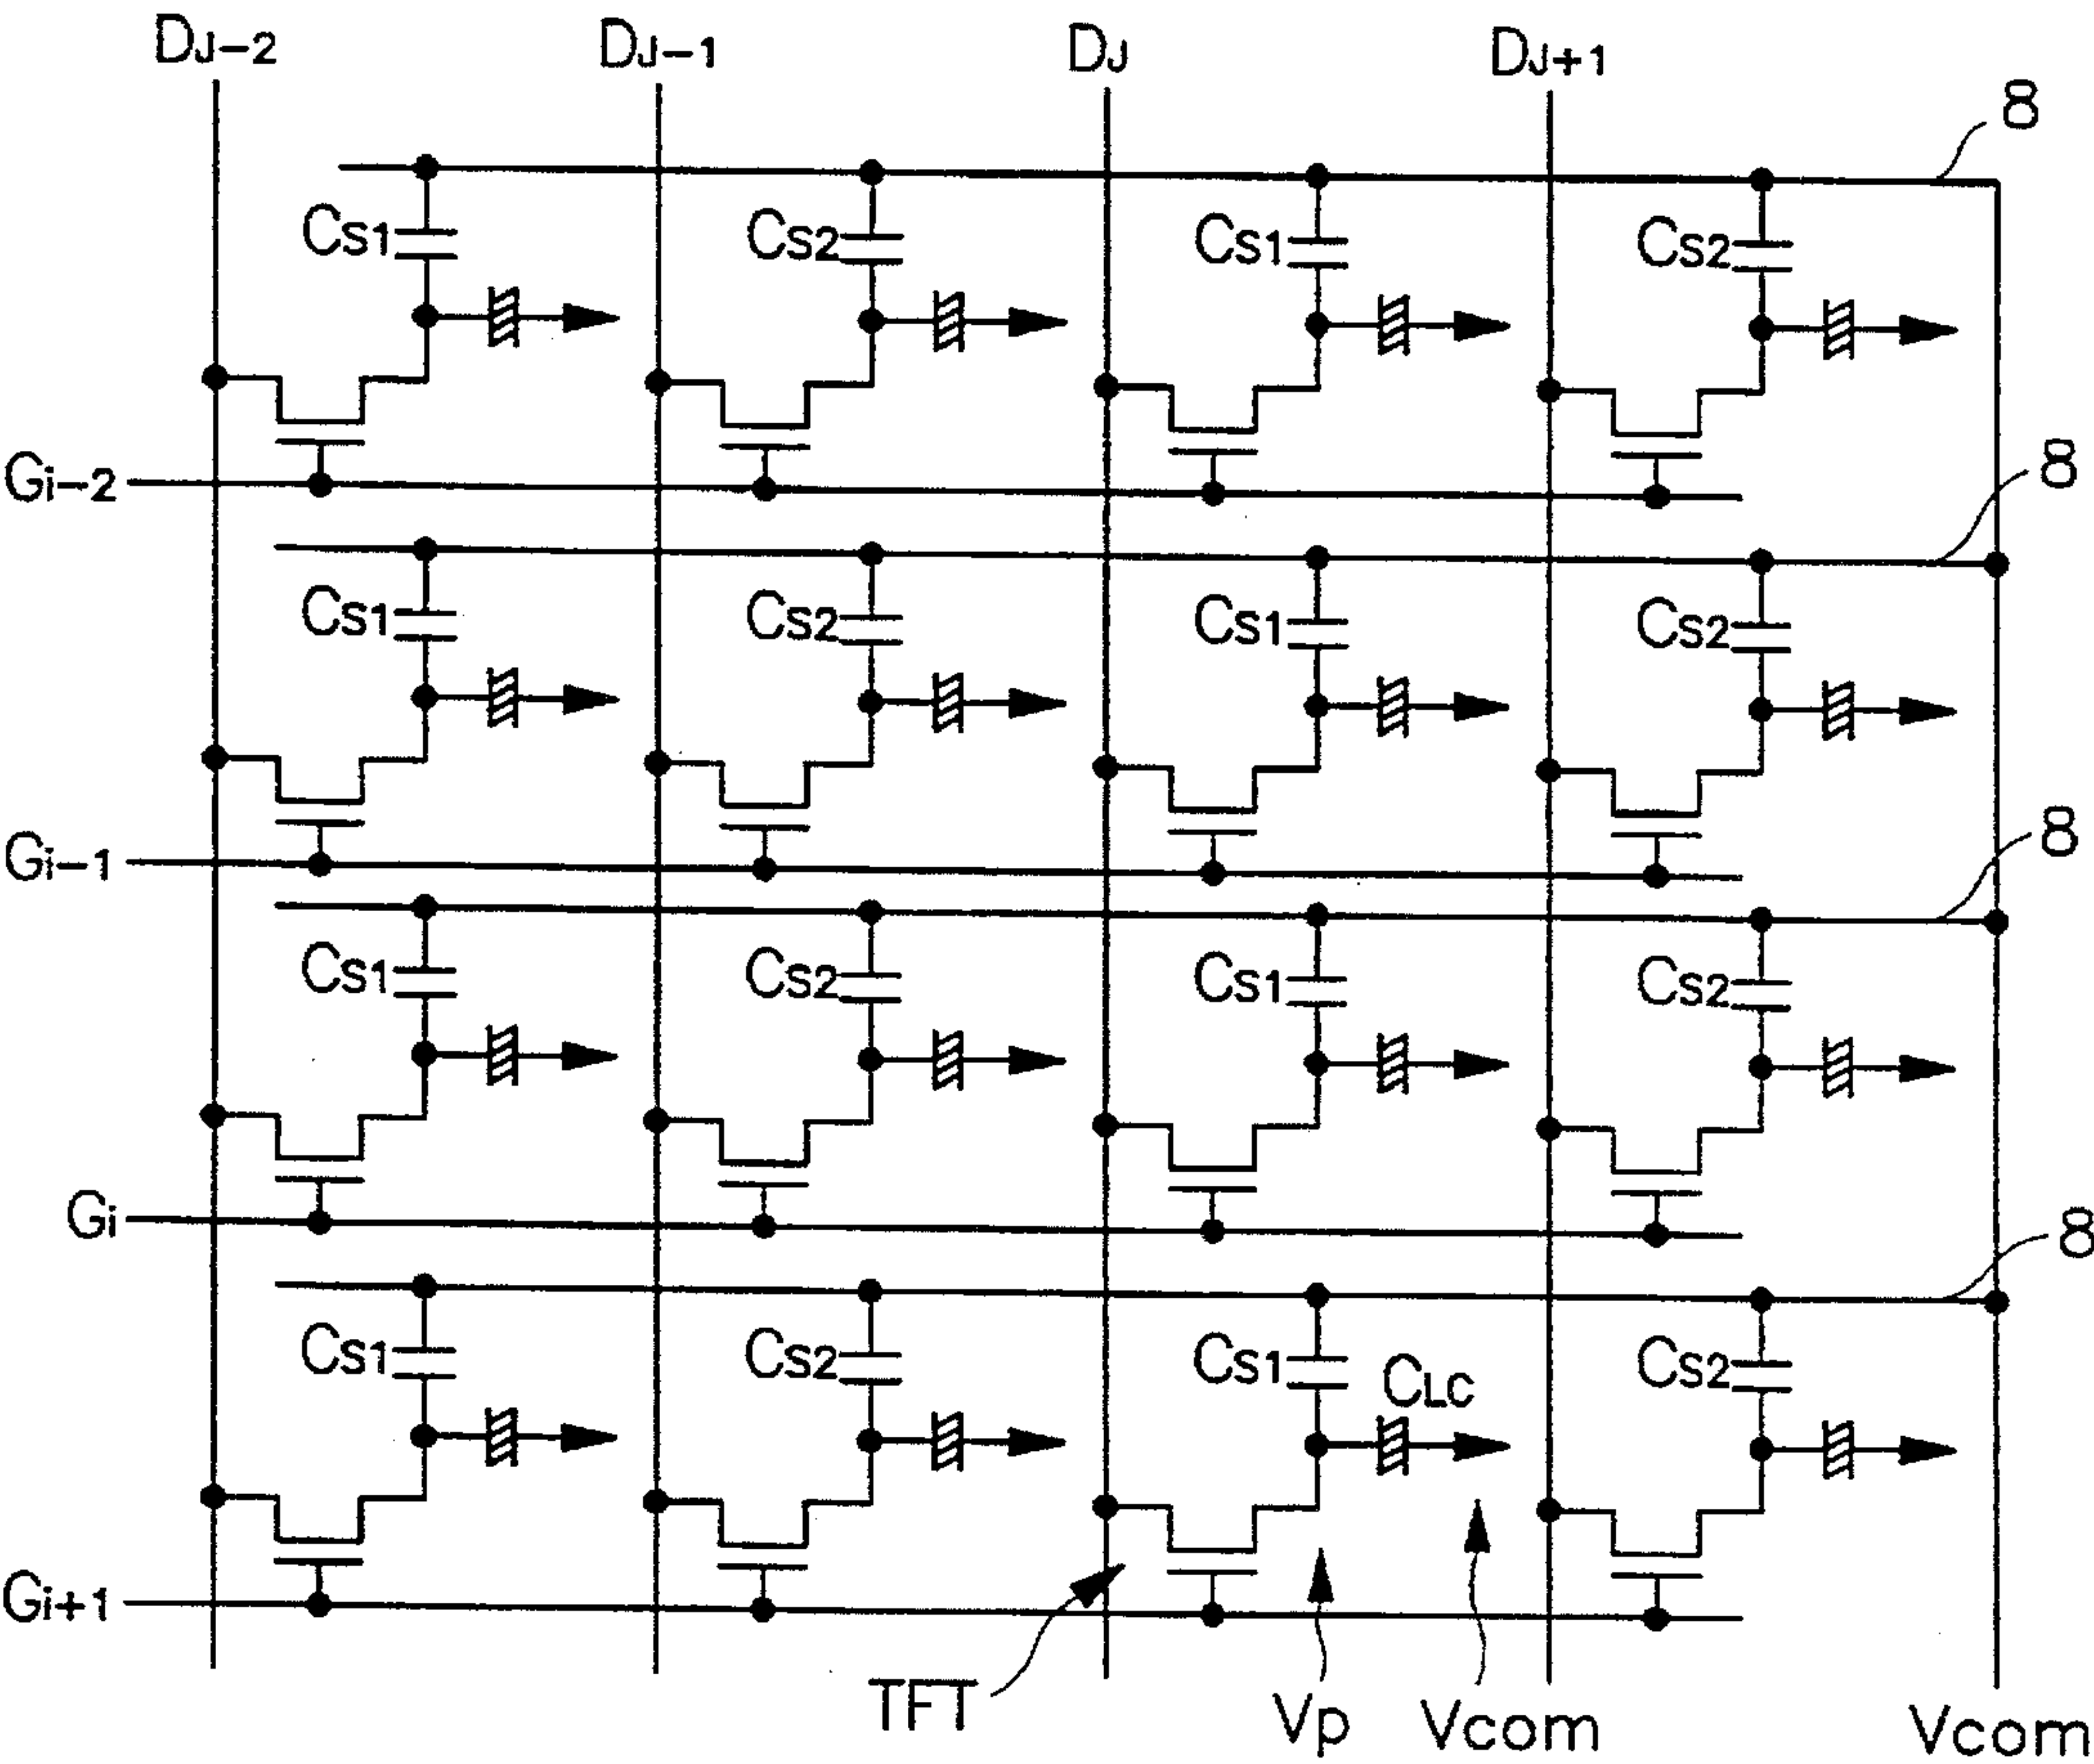 DJ-2 DJ-1 DJ DJ+1
8
CS1 CS2 CS1 CS2
Gi-2
8
CS1 CS2 CS1 CS2
Gi-1
8
CS1 CS2 CS1 CS2
Gi
8
CS1 CS2 CS1 CLC CS2
Gi+1
TFT Vp Vcom Vcom